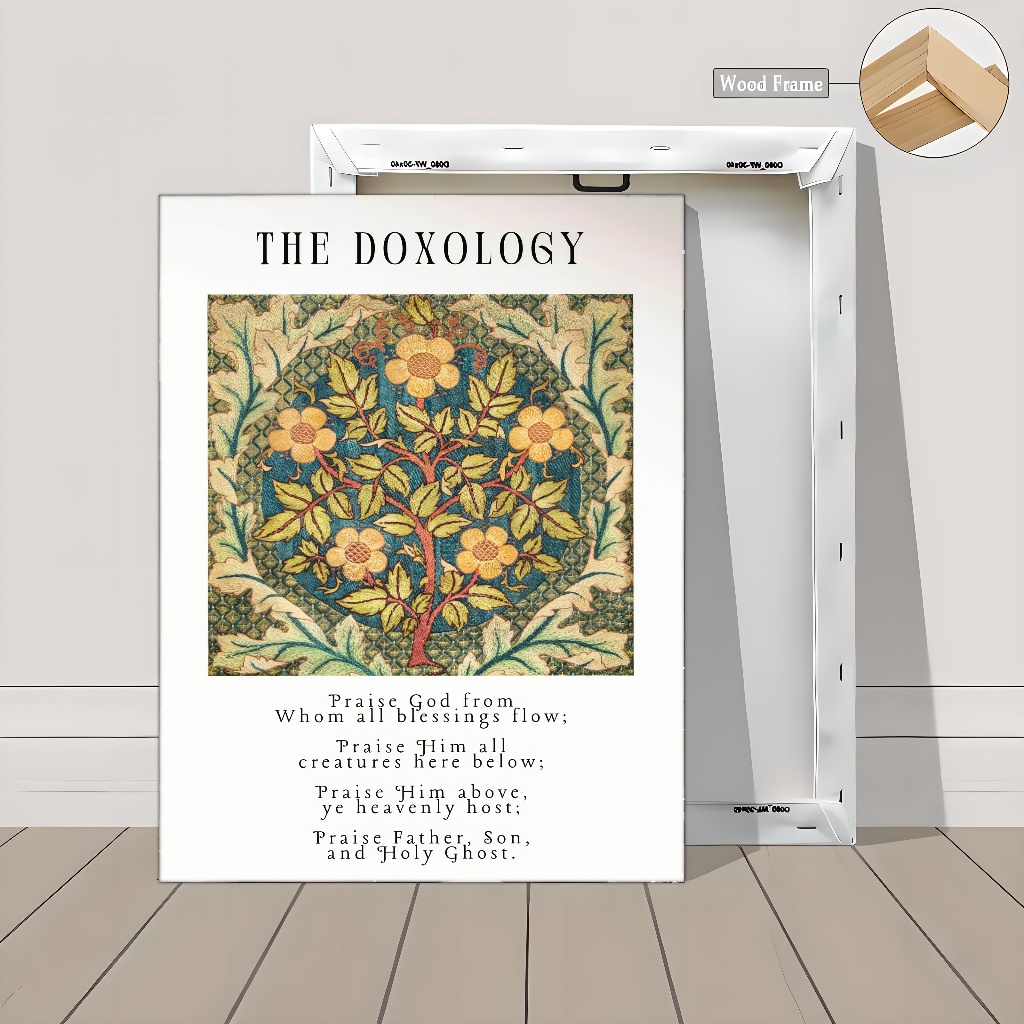 Wood Frame
THE DOXOLOGY
Praise God from
Whom all blessings flow;
Praise Him all
creatures here below;
Praise Him above,
ye heavenly host;
Praise Father, Son,
and Holy Ghost.